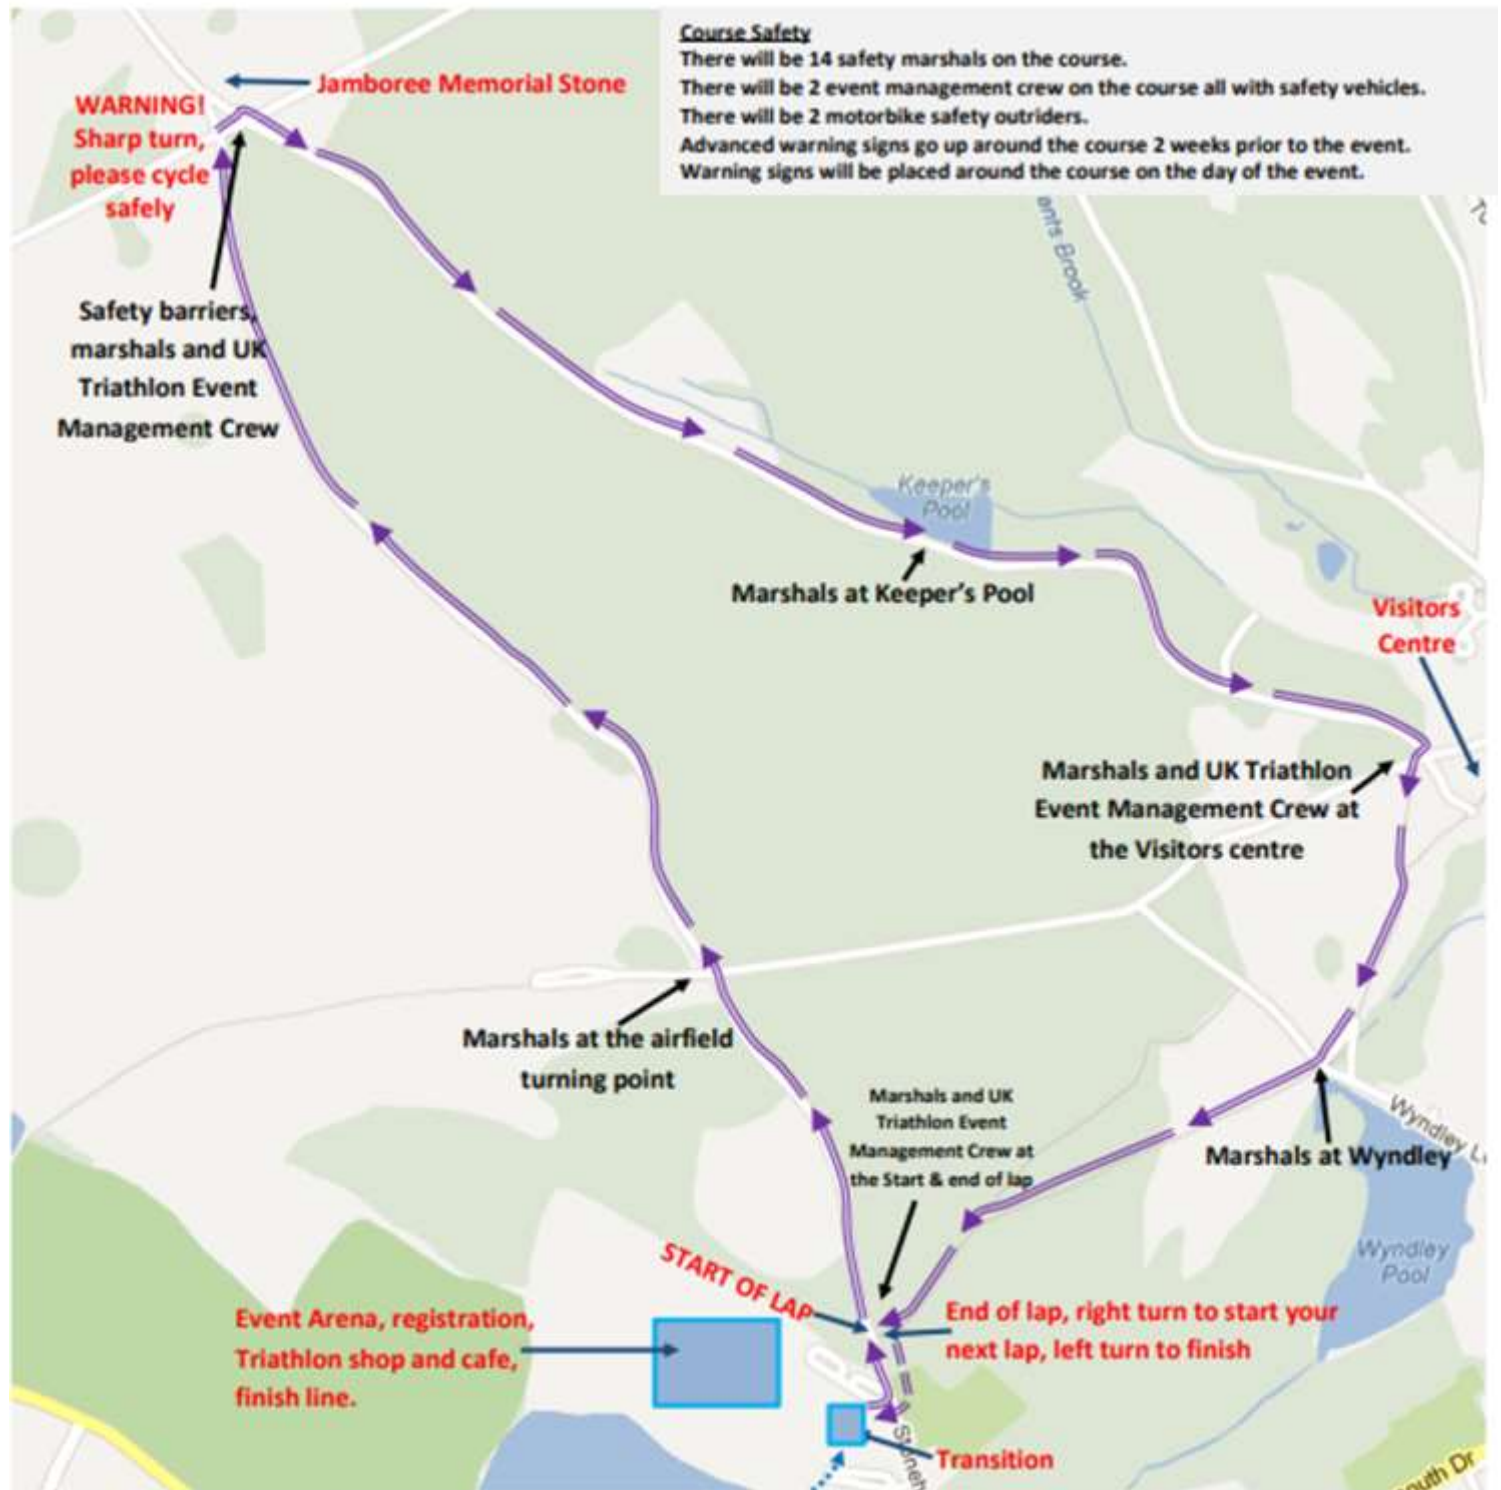 Course Safety
There will be 14 safety marshals on the course.
There will be 2 event management crew on the course all with safety vehicles.
There will be 2 motorbike safety outriders.
Advanced warning signs go up around the course 2 weeks prior to the event.
Warning signs will be placed around the course on the day of the event.
Jamboree Memorial Stone
WARNING!
Sharp turn,
please cycle
safely
ants Brook
Safety barriers,
marshals and UK
Triathlon Event
Management Crew
Keeper's
Pool
Marshals at Keeper's Pool
Visitors
Centre
Marshals and UK Triathlon
Event Management Crew at
the Visitors centre
Marshals at the airfield
turning point
Marshals and UK
Triathlon Event
Management Crew at
the Start & end of lap
Wyndley L
Marshals at Wyndley
Wyndley
Pool
START OF LAP
End of lap, right turn to start your
next lap, left turn to finish
Event Arena, registration,
Triathlon shop and cafe,
finish line.
Transition
outh Dr